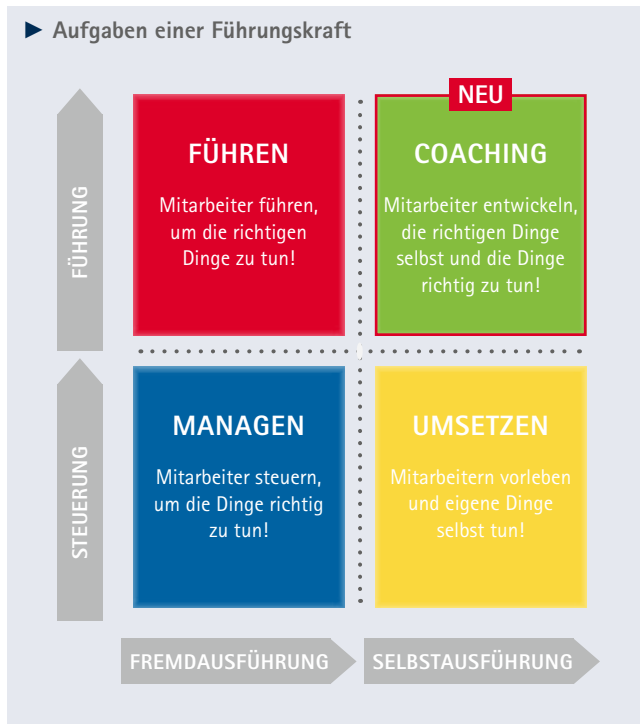 ► Aufgaben einer Führungskraft
FÜHRUNG
FÜHREN
Mitarbeiter führen,
um die richtigen
Dinge zu tun!
NEU
COACHING
Mitarbeiter entwickeln,
die richtigen Dinge
selbst und die Dinge
richtig zu tun!
STEUERUNG
MANAGEN
Mitarbeiter steuern,
um die Dinge richtig
zu tun!
UMSETZEN
Mitarbeitern vorleben
und eigene Dinge
selbst tun!
FREMDAUSFÜHRUNG
SELBSTAUSFÜHRUNG